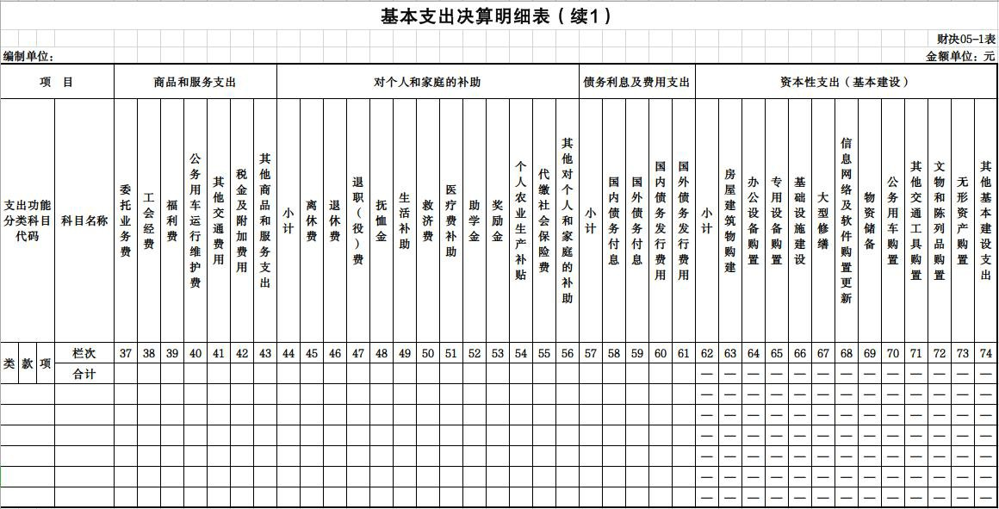 基本支出决算明细表（续1）
财决05-1表
编制单位： 金额单位：元
项 目 商品和服务支出 对个人和家庭的补助 债务利息及费用支出 资本性支出（基本建设）
支出功能分类科目代码 科目名称 委托业务费 工会经费 福利费 公务用车运行维护费 其他交通费用 税金及附加费用 其他商品和服务支出 小计 离休费 退休费 退职（役）费 抚恤金 生活补助 救济费 医疗费补助 助学金 奖励金 个人农业生产补贴 代缴社会保险费 其他对个人和家庭的补助 小计 国内债务付息 国外债务付息 国内债务发行费用 国外债务发行费用 小计 房屋建筑物购建 办公设备购置 专用设备购置 基础设施建设 大型修缮 信息网络及软件购置更新 物资储备 公务用车购置 其他交通工具购置 文物和陈列品购置 无形资产购置 其他基本建设支出
类 款 项 栏次 37 38 39 40 41 42 43 44 45 46 47 48 49 50 51 52 53 54 55 56 57 58 59 60 61 62 63 64 65 66 67 68 69 70 71 72 73 74
合计 — — — — — — — — — — — — —
— — — — — — — — — — — — —
— — — — — — — — — — — — —
— — — — — — — — — — — — —
— — — — — — — — — — — — —
— — — — — — — — — — — — —
— — — — — — — — — — — — —